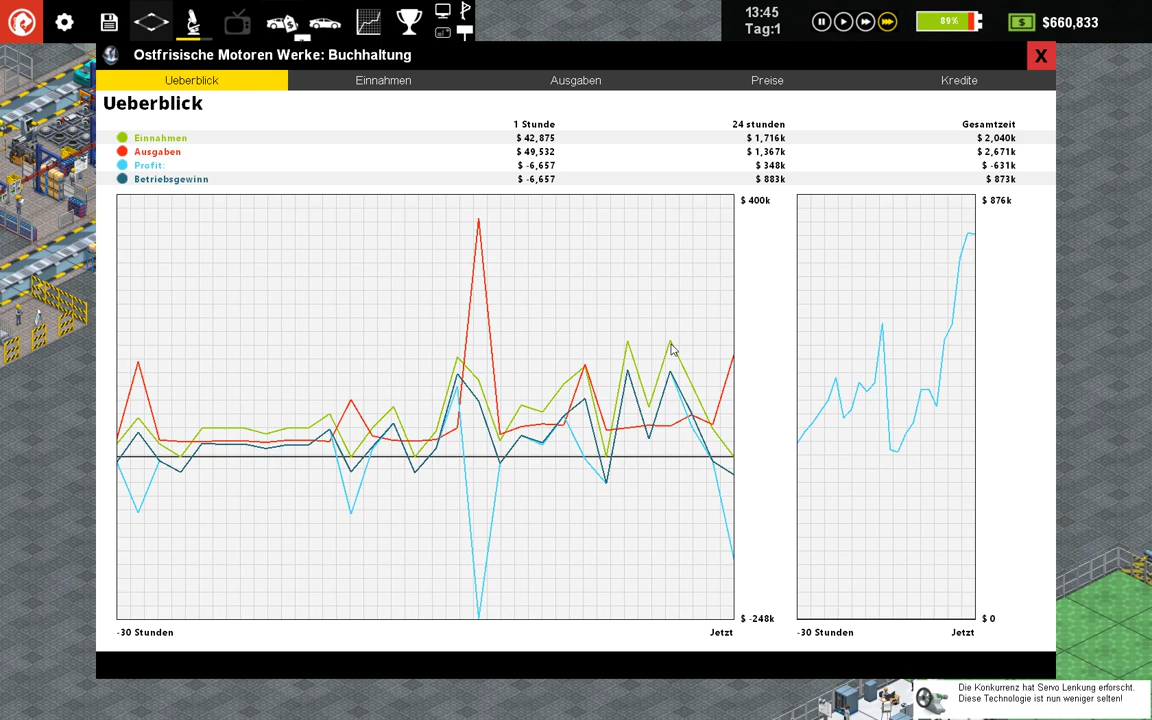 13:45
Tag:1
89%
$660,833
Ostfrisische Motoren Werke: Buchhaltung
X
Ueberblick Einnahmen Ausgaben Preise Kredite
Ueberblick
1 Stunde 24 stunden Gesamtzeit
Einnahmen $ 42,875 $ 1,716k $ 2,040k
Ausgaben $ 49,532 $ 1,367k $ 2,671k
Profit: $ -6,657 $ 348k $ -631k
Betriebsgewinn $ -6,657 $ 883k $ 873k
$ 400k $ 876k
$ -248k $ 0
-30 Stunden Jetzt -30 Stunden Jetzt
Die Konkurrenz hat Servo Lenkung erforscht.
Diese Technologie ist nun weniger selten!